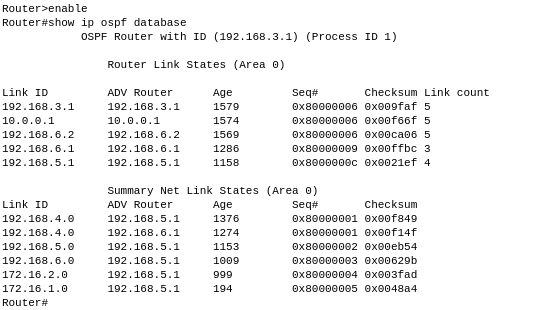 Router>enable
Router#show ip ospf database
OSPF Router with ID (192.168.3.1) (Process ID 1)
Router Link States (Area 0)
Link ID ADV Router Age Seq# Checksum Link count
192.168.3.1 192.168.3.1 1579 0x80000006 0x009faf 5
10.0.0.1 10.0.0.1 1574 0x80000006 0x00f66f 5
192.168.6.2 192.168.6.2 1569 0x80000006 0x00ca06 5
192.168.6.1 192.168.6.1 1286 0x80000009 0x00ffbc 3
192.168.5.1 192.168.5.1 1158 0x8000000c 0x0021ef 4
Summary Net Link States (Area 0)
Link ID ADV Router Age Seq# Checksum
192.168.4.0 192.168.5.1 1376 0x80000001 0x00f849
192.168.4.0 192.168.6.1 1274 0x80000001 0x00f14f
192.168.5.0 192.168.5.1 1153 0x80000002 0x00eb54
192.168.6.0 192.168.5.1 1009 0x80000003 0x00629b
172.16.2.0 192.168.5.1 999 0x80000004 0x003fad
172.16.1.0 192.168.5.1 194 0x80000005 0x0048a4
Router#